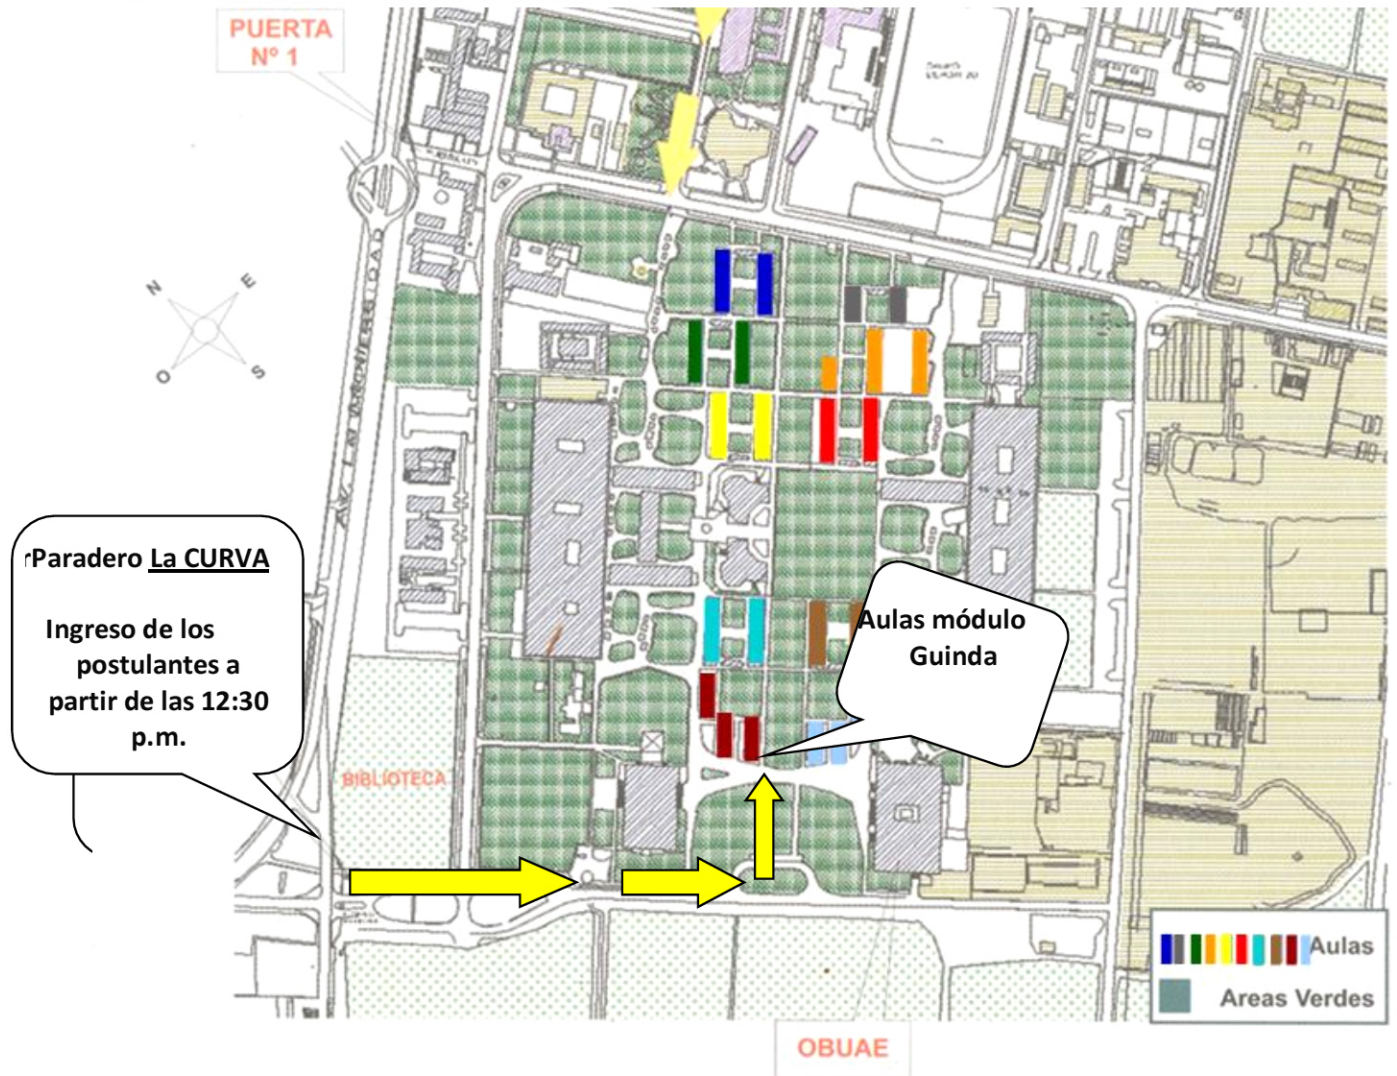 PUERTA
Nº 1
N
E
O
S
Paradero La CURVA
Ingreso de los
postulantes a
partir de las 12:30
p.m.
Aulas módulo
Guinda
BIBLIOTECA
Aulas
Areas Verdes
OBUAE